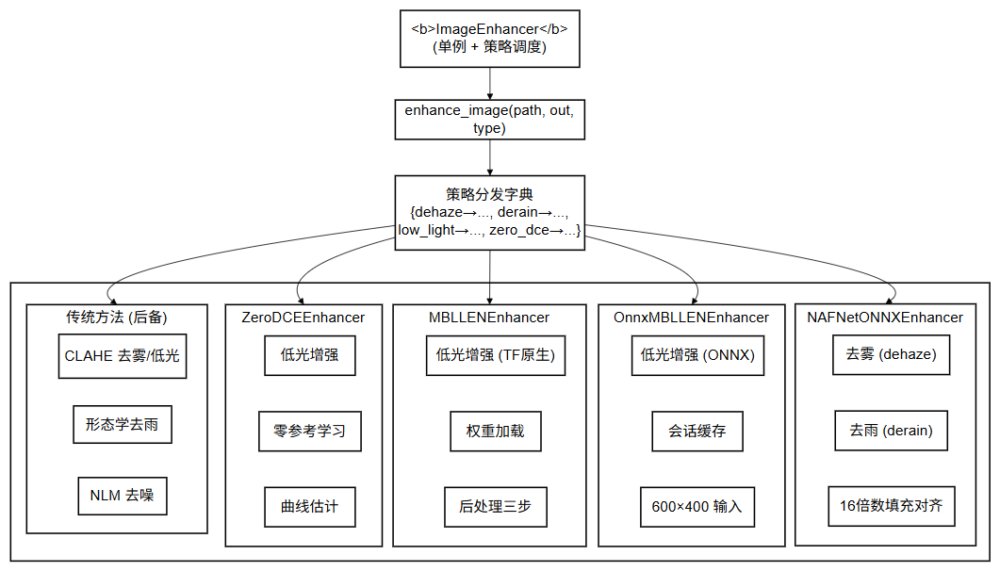 <b>ImageEnhancer</b>
(单例 + 策略调度)
enhance_image(path, out,
type)
策略分发字典
{dehaze→..., derain→...,
low_light→..., zero_dce→...}
传统方法 (后备)
CLAHE 去雾/低光
形态学去雨
NLM 去噪
ZeroDCEEnhancer
低光增强
零参考学习
曲线估计
MBLLENEnhancer
低光增强 (TF原生)
权重加载
后处理三步
OnnxMBLLENEnhancer
低光增强 (ONNX)
会话缓存
600×400 输入
NAFNetONNXEnhancer
去雾 (dehaze)
去雨 (derain)
16倍数填充对齐